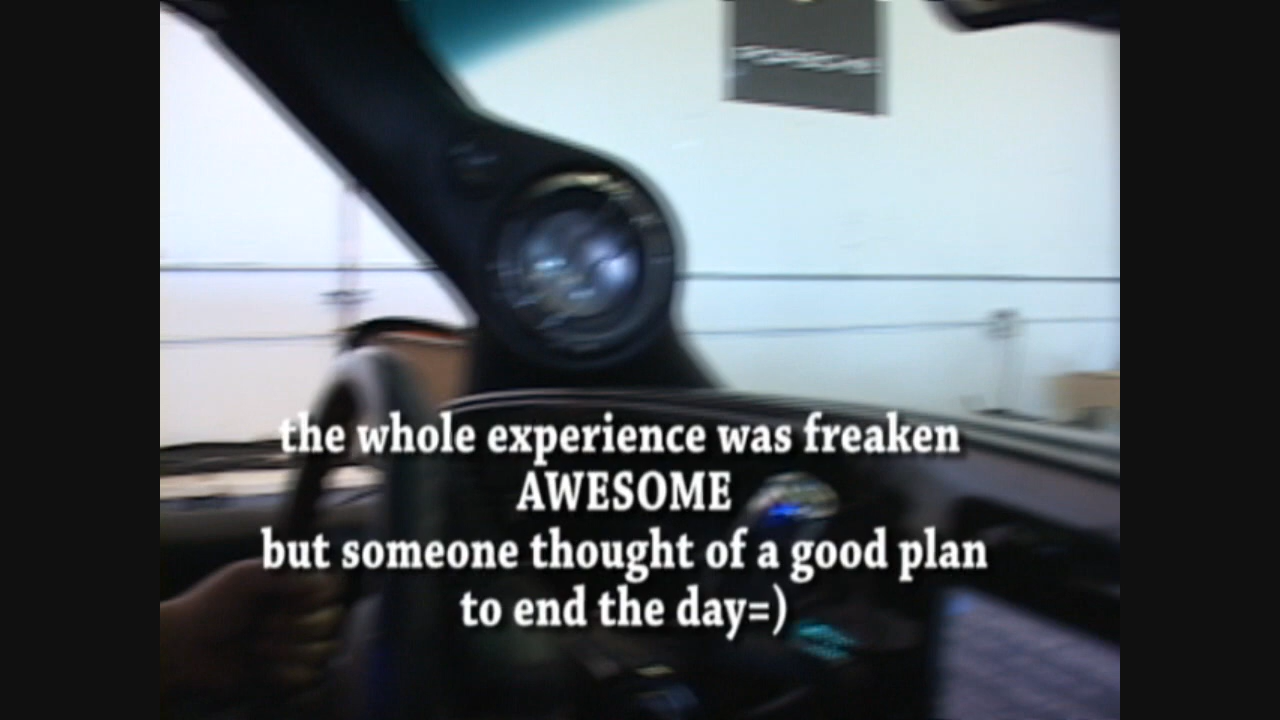 the whole experience was freaken
AWESOME
but someone thought of a good plan
to end the day=)